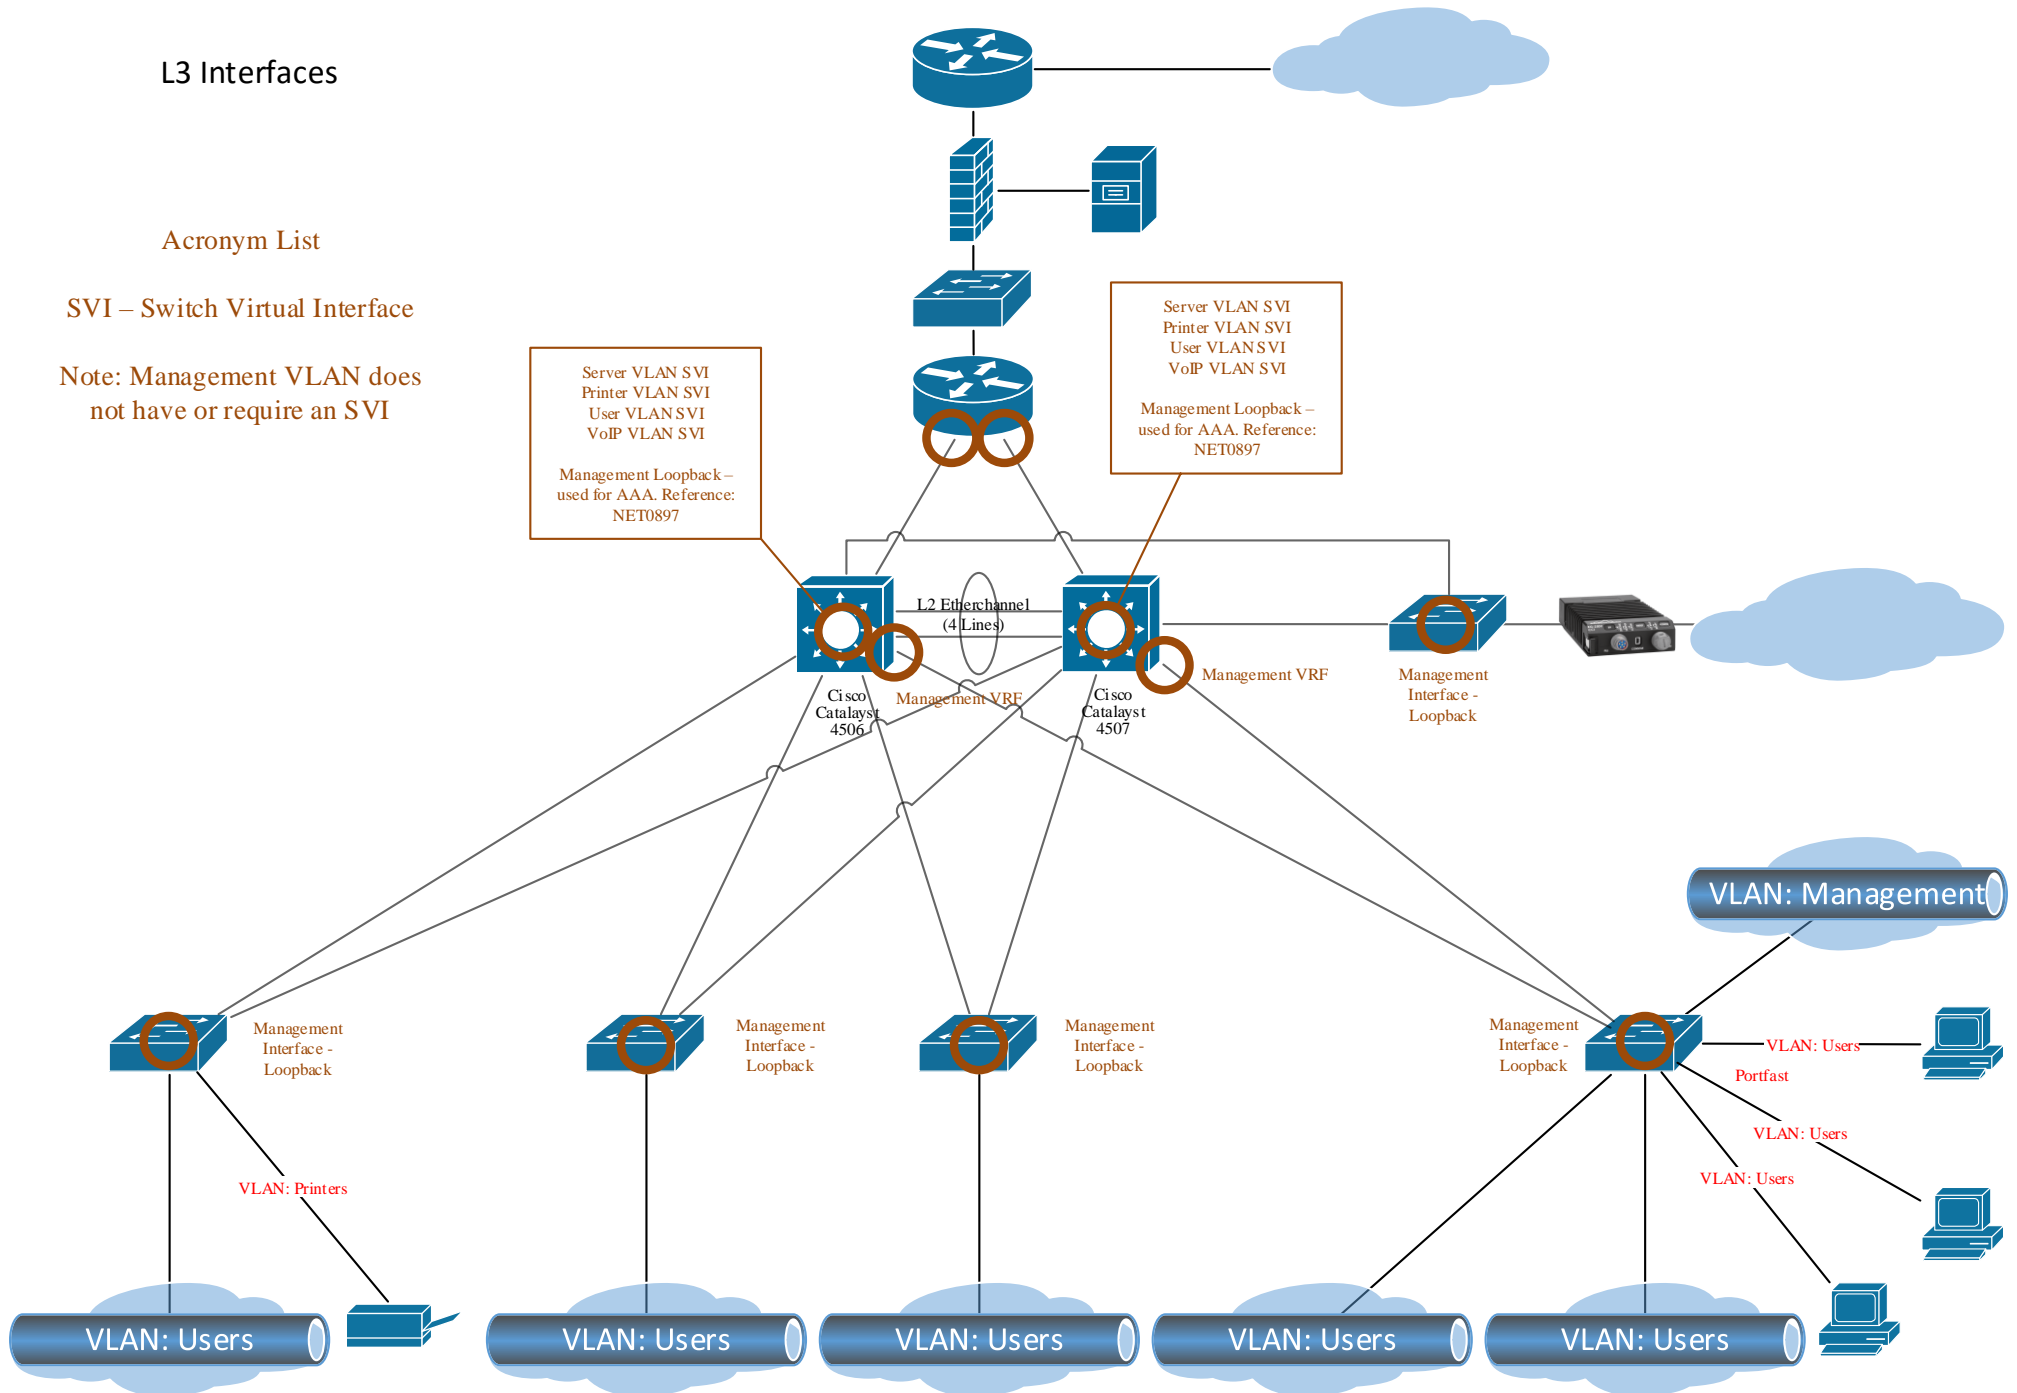 L3 Interfaces
Acronym List
SVI – Switch Virtual Interface
Note: Management VLAN does
not have or require an SVI
Server VLAN SVI
Printer VLAN SVI
User VLAN SVI
VoIP VLAN SVI
Management Loopback –
used for AAA. Reference:
NET0897
Server VLAN SVI
Printer VLAN SVI
User VLAN SVI
VoIP VLAN SVI
Management Loopback –
used for AAA. Reference:
NET0897
L2 Etherchannel
(4 Lines)
Cisco
Catalayst
4506
Management VRF
Cisco
Catalayst
4507
Management VRF
Management
Interface -
Loopback
VLAN: Management
Management
Interface -
Loopback
Management
Interface -
Loopback
Management
Interface -
Loopback
Management
Interface -
Loopback
VLAN: Users
Portfast
VLAN: Users
VLAN: Users
VLAN: Printers
VLAN: Users
VLAN: Users
VLAN: Users
VLAN: Users
VLAN: Users